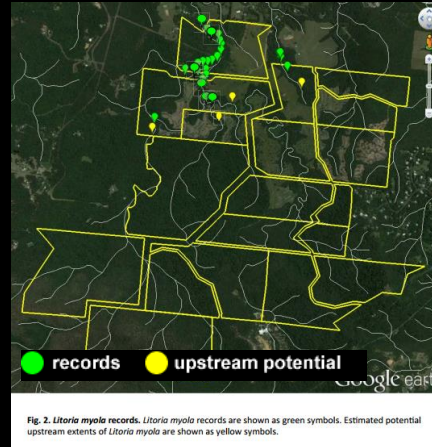 records upstream potential
Google eart
Fig. 2. Litoria myola records. Litoria myola records are shown as green symbols. Estimated potential
upstream extents of Litoria myola are shown as yellow symbols.